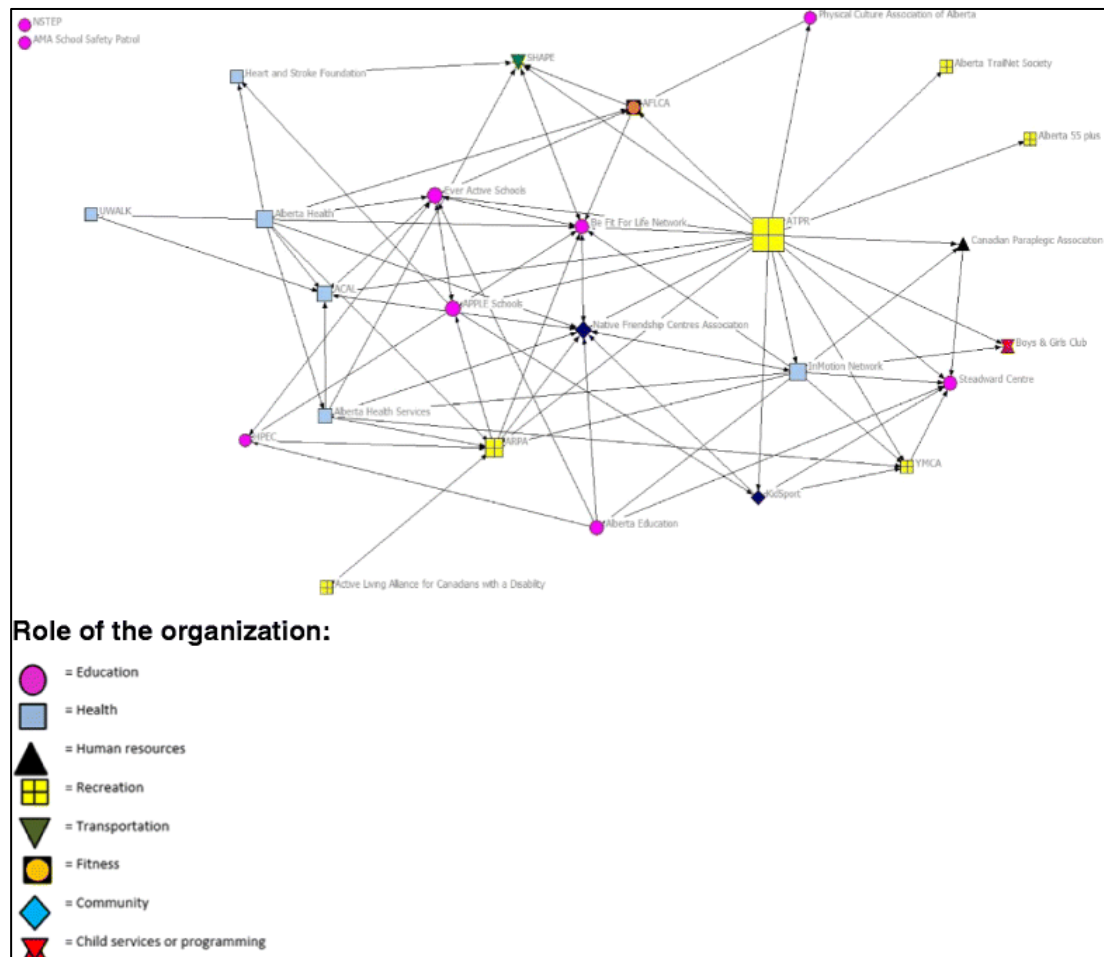 NSTEP
Physical Culture Association of Alberta
AMA School Safety Patrol
SHAPE
Alberta TrailNet Society
Heart and Stroke Foundation
AFLCA
Alberta 55 plus
Ever Active Schools
UWALK
Alberta Health
Be Fit For Life Network
ATPR
Canadian Paraplegic Association
ACAL
APPLE Schools
Native Friendship Centres Association
Boys & Girls Club
InMotion Network
Steadward Centre
Alberta Health Services
HPEC
ARPA
YMCA
KidSport
Alberta Education
Active Living Alliance for Canadians with a Disability
Role of the organization:
= Education
= Health
= Human resources
= Recreation
= Transportation
= Fitness
= Community
= Child services or programming